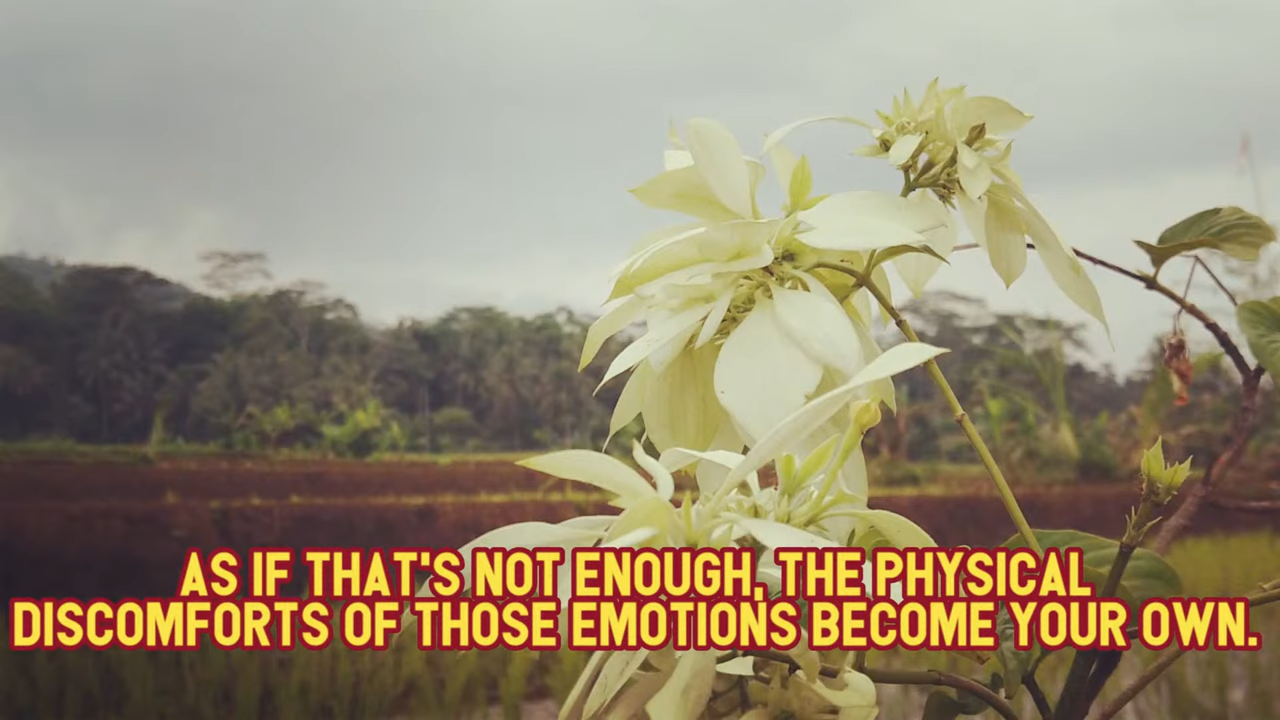 AS IF THAT'S NOT ENOUGH, THE PHYSICAL
DISCOMFORTS OF THOSE EMOTIONS BECOME YOUR OWN.